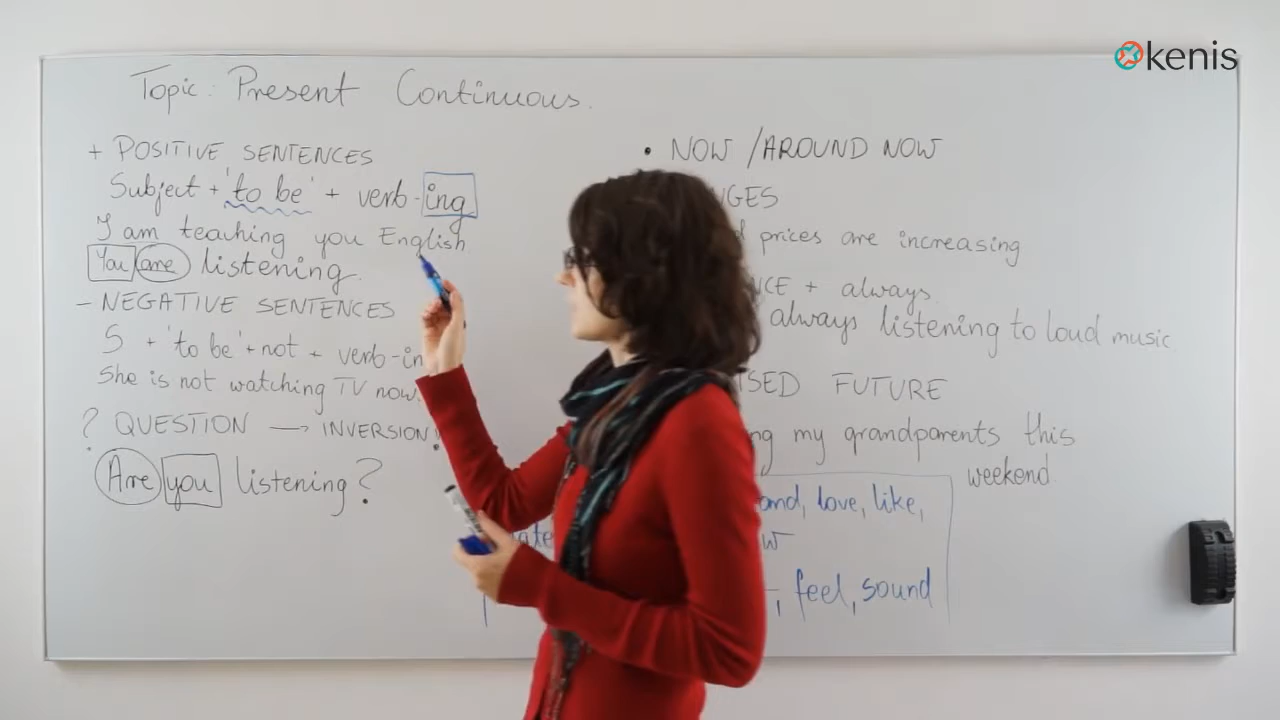 kenis
Topic: Present Continuous.
+ POSITIVE SENTENCES
Subject + 'to be' + verb-ing
I am teaching you English
You are listening.
- NEGATIVE SENTENCES
S + 'to be' + not + verb-in
She is not watching TV now.
? QUESTION → INVERSION!
Are you listening?
• NOW / AROUND NOW
prices are increasing
+ always
always listening to loud music
FUTURE
my grandparents this
weekend
love, like,
feel, sound